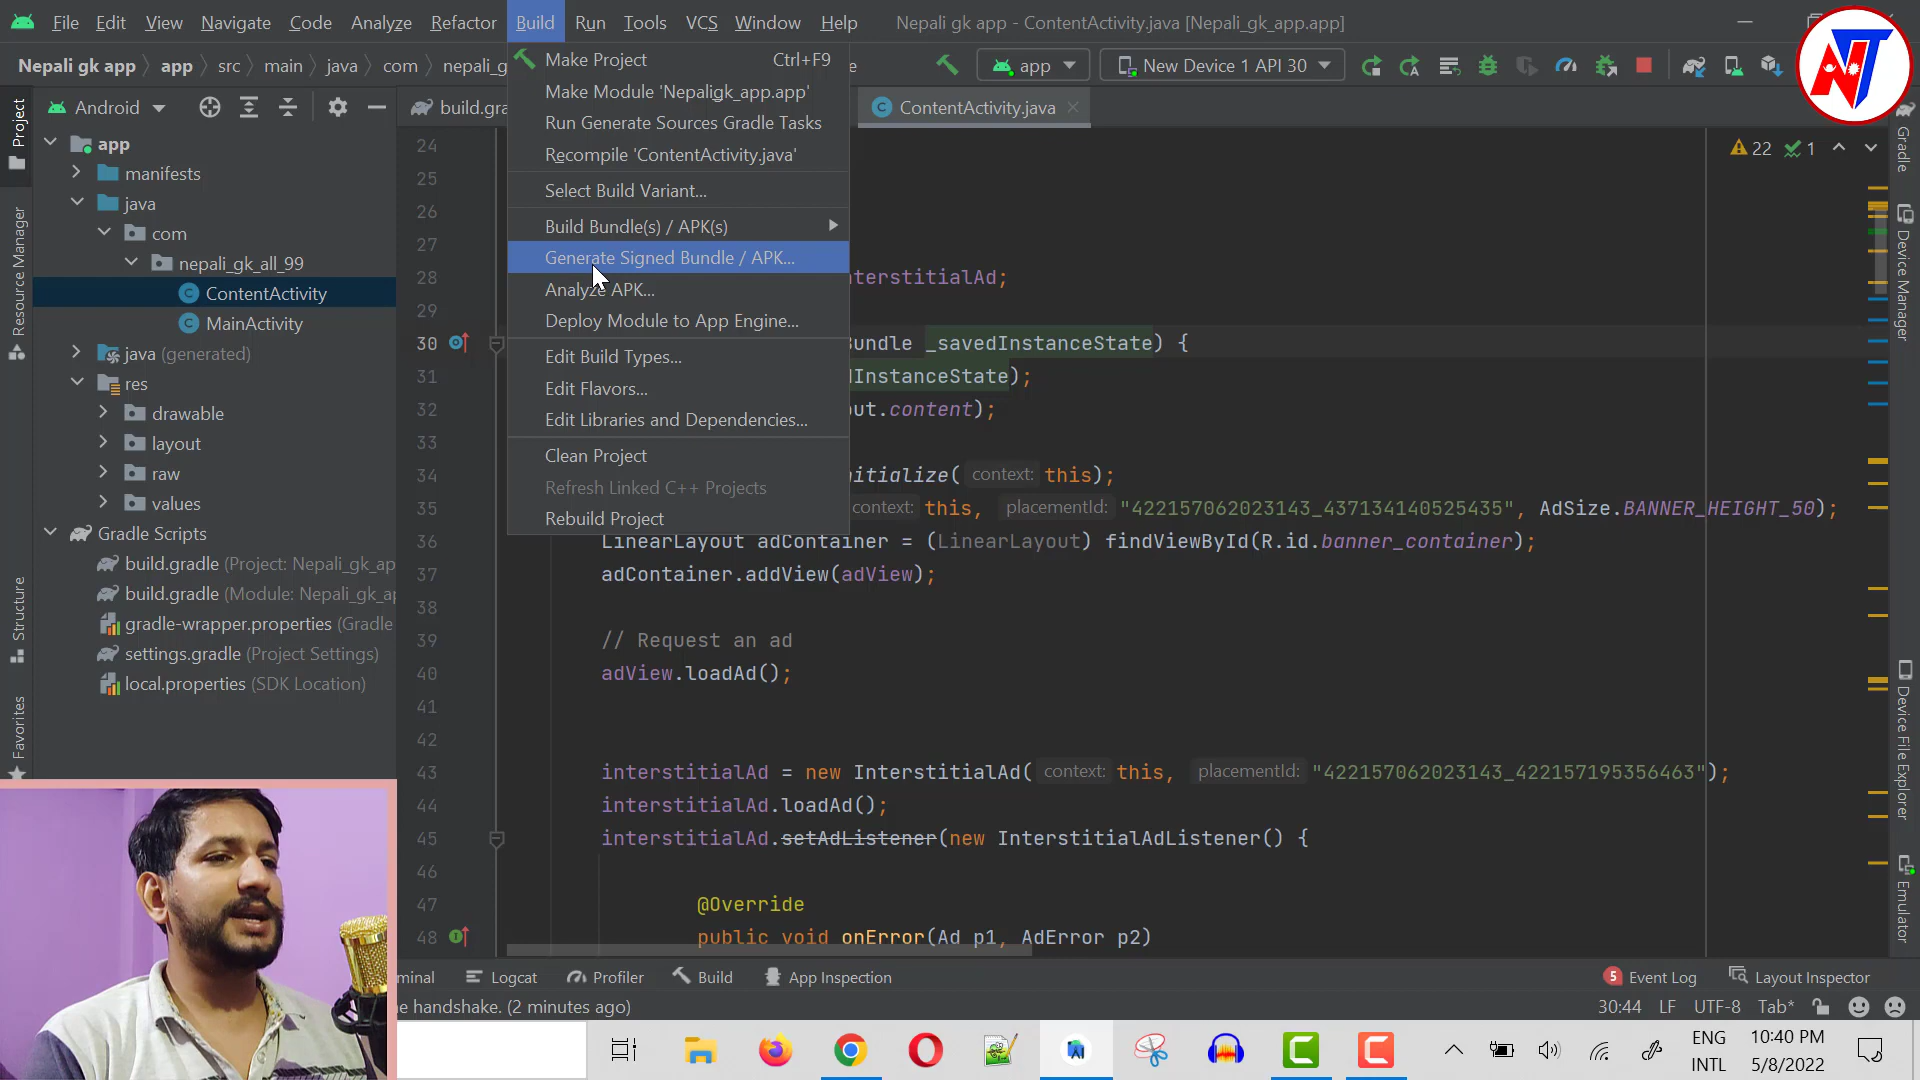 File Edit View Navigate Code Analyze Refactor Build Run Tools VCS Window Help Nepali gk app - ContentActivity.java [Nepali_gk_app.app]
Nepali gk app app src main java com nepali_g e app New Device 1 API 30
NT
Android build.gra ContentActivity.java
Make Project Ctrl+F9
Make Module 'Nepaligk_app.app'
Run Generate Sources Gradle Tasks
Recompile 'ContentActivity.java'
Select Build Variant...
Build Bundle(s) / APK(s)
Generate Signed Bundle / APK...
Analyze APK...
Deploy Module to App Engine...
Edit Build Types...
Edit Flavors...
Edit Libraries and Dependencies...
Clean Project
Refresh Linked C++ Projects
Rebuild Project
Project
Resource Manager
Structure
Favorites
app
manifests
java
com
nepali_gk_all_99
ContentActivity
MainActivity
java (generated)
res
drawable
layout
raw
values
Gradle Scripts
build.gradle (Project: Nepali_gk_ap
build.gradle (Module: Nepali_gk_a
gradle-wrapper.properties (Gradle
settings.gradle (Project Settings)
local.properties (SDK Location)
22 1
24
25
26
27
28 nterstitialAd;
29
30 Bundle _savedInstanceState) {
31 dInstanceState);
32 out.content);
33
34 nitialize( context: this);
35 context: this, placementId: "422157062023143_437134140525435", AdSize.BANNER_HEIGHT_50);
36 LinearLayout adContainer = (LinearLayout) findViewById(R.id.banner_container);
37 adContainer.addView(adView);
38
39 // Request an ad
40 adView.loadAd();
41
42
43 interstitialAd = new InterstitialAd( context: this, placementId: "422157062023143_422157195356463");
44 interstitialAd.loadAd();
45 interstitialAd.setAdListener(new InterstitialAdListener() {
46
47 @Override
48 public void onError(Ad p1, AdError p2)
Gradle
Device Manager
Device File Explorer
Emulator
minal Logcat Profiler Build App Inspection 5 Event Log Layout Inspector
e handshake. (2 minutes ago) 30:44 LF UTF-8 Tab*
ENG 10:40 PM
INTL 5/8/2022